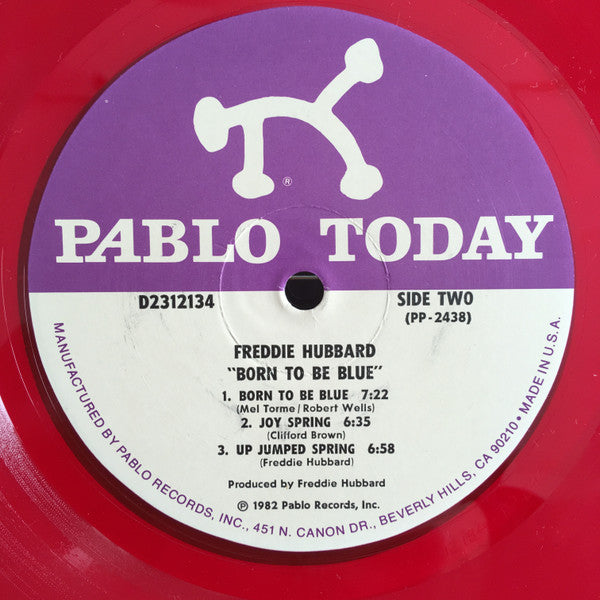 ®
PABLO TODAY
D2312134
SIDE TWO
(PP-2438)
FREDDIE HUBBARD
"BORN TO BE BLUE"
1. BORN TO BE BLUE 7:22
(Mel Torme/Robert Wells)
2. JOY SPRING 6:35
(Clifford Brown)
3. UP JUMPED SPRING 6:58
(Freddie Hubbard)
Produced by Freddie Hubbard
℗ 1982 Pablo Records, Inc.
MANUFACTURED BY PABLO RECORDS, INC., 451 N. CANON DR., BEVERLY HILLS, CA 90210 • MADE IN U.S.A.